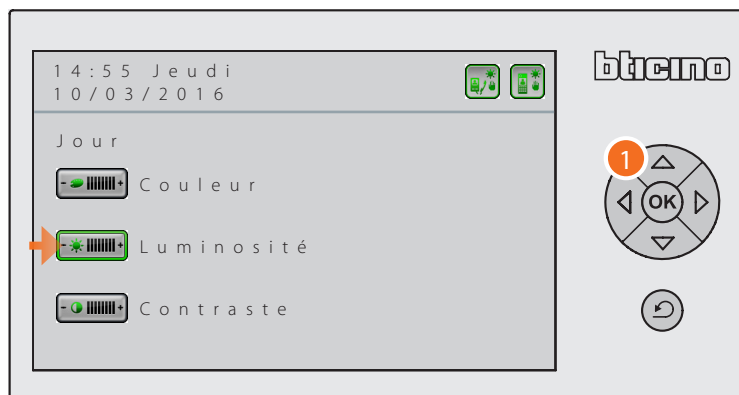 14:55 Jeudi
10/03/2016
bticino
Jour
1
Couleur
OK
Luminosité
Contraste